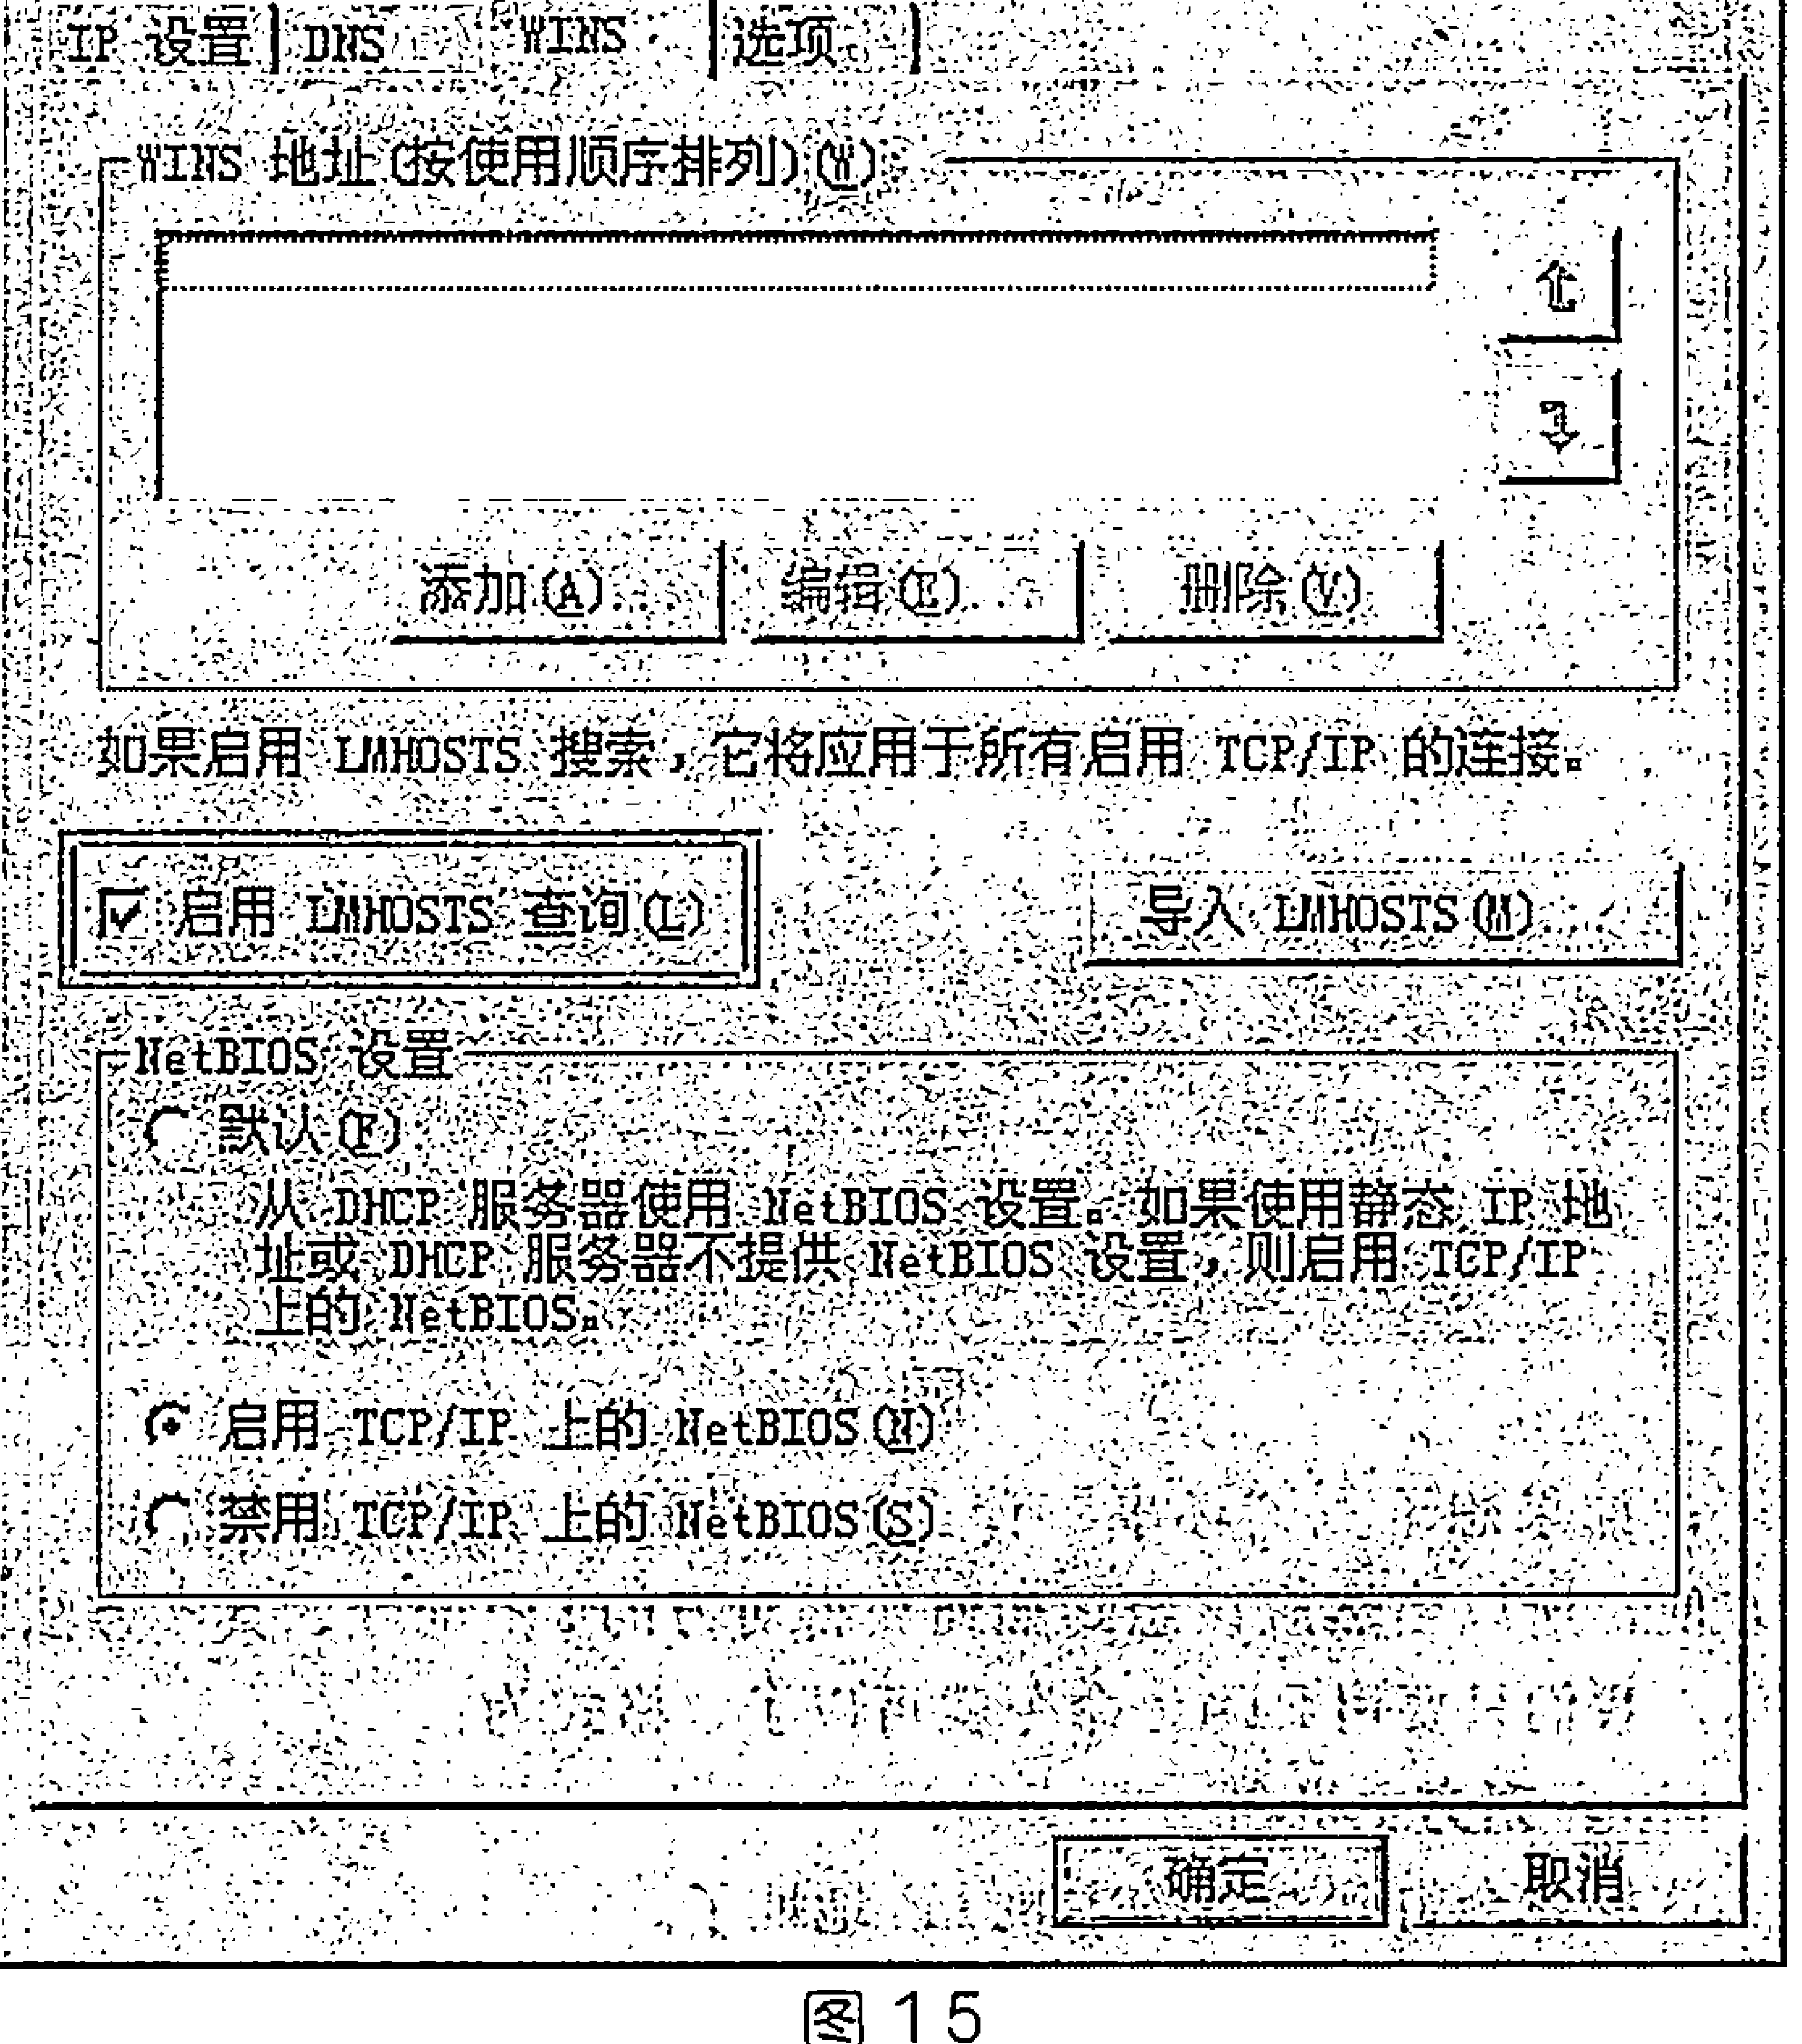 IP 设置 DNS WINS 选项
WINS 地址(按使用顺序排列)(W):
添加(A)... 编辑(E)... 删除(V)
如果启用 LMHOSTS 搜索，它将应用于所有启用 TCP/IP 的连接。
启用 LMHOSTS 查询(L) 导入 LMHOSTS(M)...
NetBIOS 设置
默认(F):
从 DHCP 服务器使用 NetBIOS 设置。如果使用静态 IP 地
址或 DHCP 服务器不提供 NetBIOS 设置，则启用 TCP/IP
上的 NetBIOS。
启用 TCP/IP 上的 NetBIOS(N)
禁用 TCP/IP 上的 NetBIOS(S)
确定 取消
图15